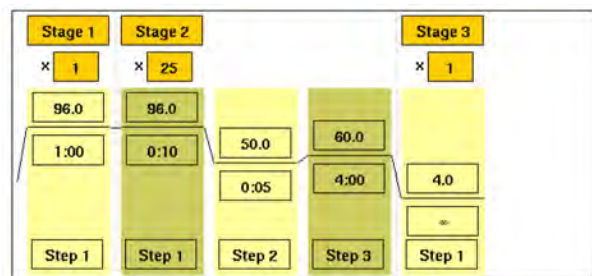 Stage 1 Stage 2 Stage 3
× 1 × 25 × 1
96.0 96.0 50.0 60.0 4.0
1:00 0:10 0:05 4:00 ∞
Step 1 Step 1 Step 2 Step 3 Step 1